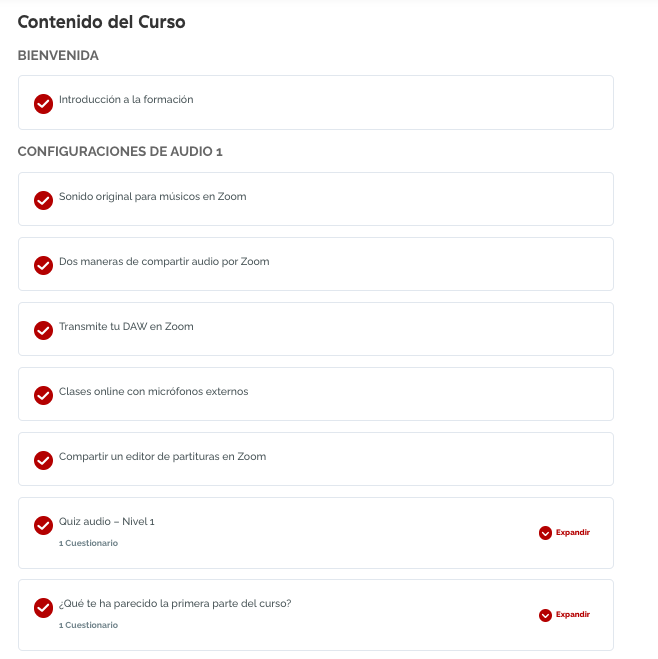 Contenido del Curso
BIENVENIDA
Introducción a la formación
CONFIGURACIONES DE AUDIO 1
Sonido original para músicos en Zoom
Dos maneras de compartir audio por Zoom
Transmite tu DAW en Zoom
Clases online con micrófonos externos
Compartir un editor de partituras en Zoom
Quiz audio – Nivel 1
1 Cuestionario
Expandir
¿Qué te ha parecido la primera parte del curso?
1 Cuestionario
Expandir